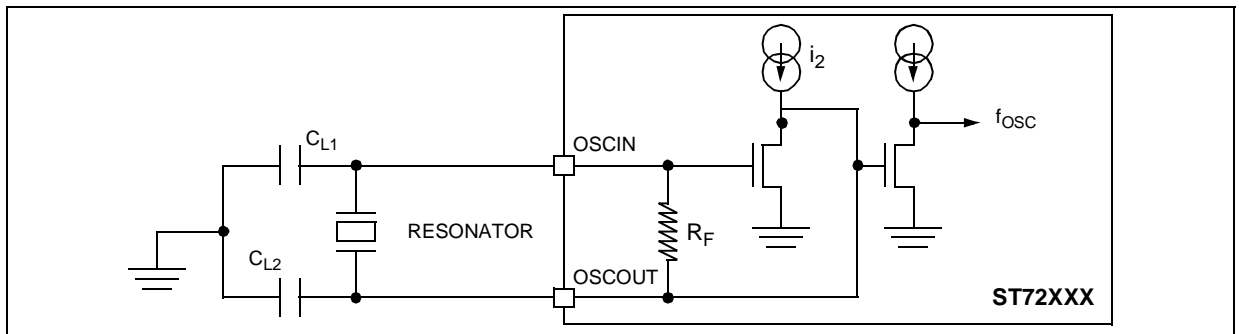 i2
fOSC
CL1
OSCIN
RESONATOR
RF
CL2
OSCOUT
ST72XXX